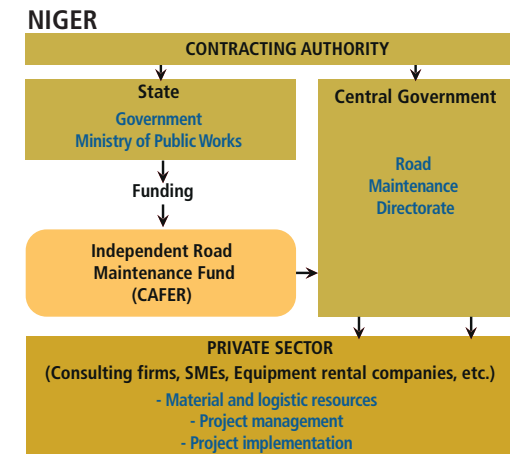 NIGER
CONTRACTING AUTHORITY
State
Government
Ministry of Public Works
Central Government
Road
Maintenance
Directorate
Funding
Independent Road
Maintenance Fund
(CAFER)
PRIVATE SECTOR
(Consulting firms, SMEs, Equipment rental companies, etc.)
- Material and logistic resources
- Project management
- Project implementation